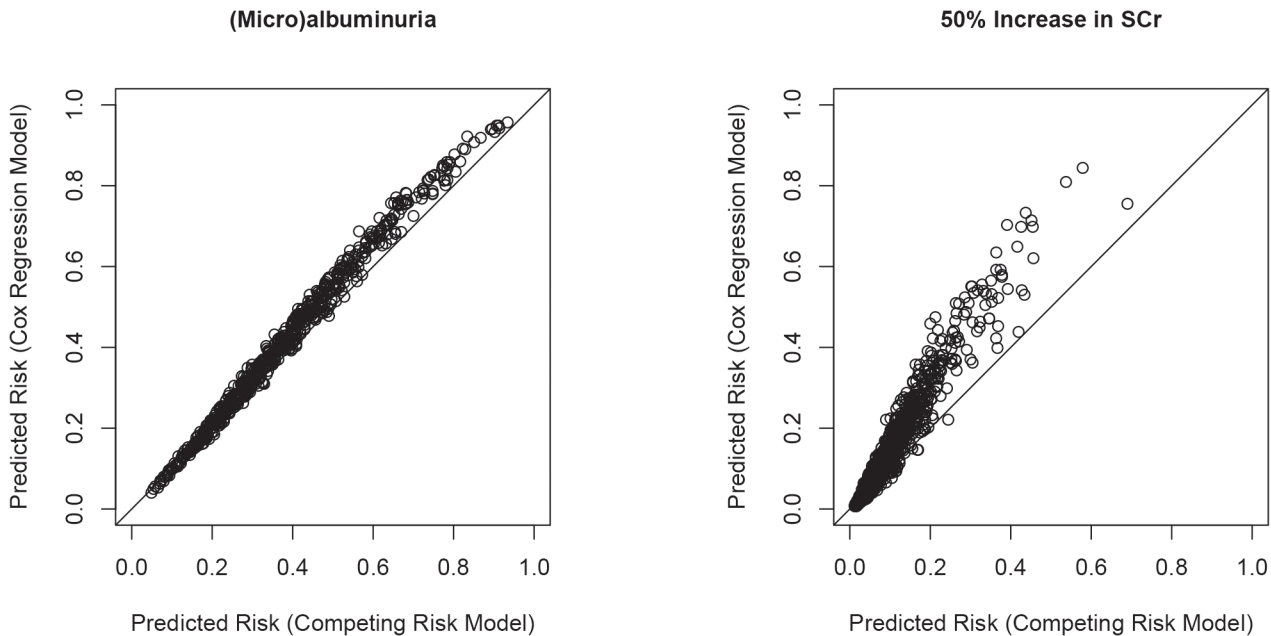 (Micro)albuminuria
Predicted Risk (Cox Regression Model)
1.0
0.8
0.6
0.4
0.2
0.0
0.0 0.2 0.4 0.6 0.8 1.0
Predicted Risk (Competing Risk Model)
50% Increase in SCr
Predicted Risk (Cox Regression Model)
1.0
0.8
0.6
0.4
0.2
0.0
0.0 0.2 0.4 0.6 0.8 1.0
Predicted Risk (Competing Risk Model)